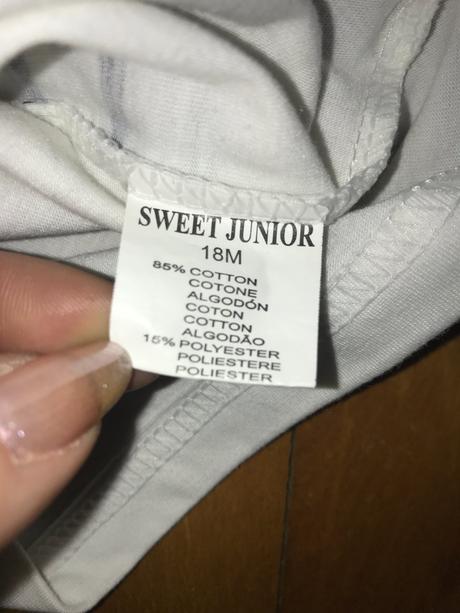 SWEET JUNIOR
18M
85% COTTON
COTONE
ALGODÓN
COTON
COTTON
ALGODÃO
15% POLYESTER
POLIESTERE
POLIESTER